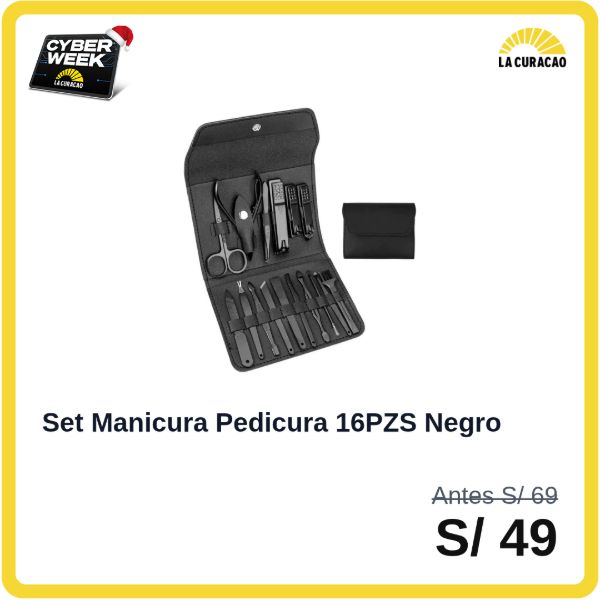 CYBER
WEEK
LA CURACAO
LA CURACAO
Set Manicura Pedicura 16PZS Negro
Antes S/ 69
S/ 49